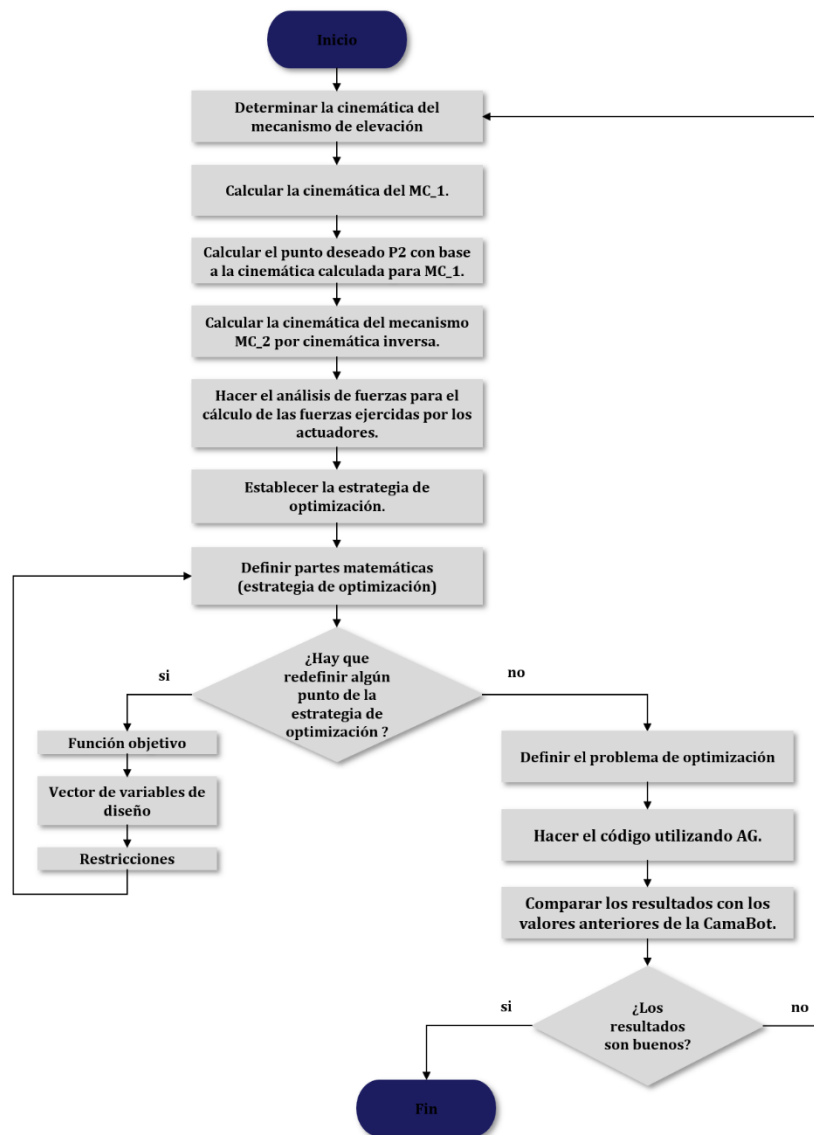 Inicio
Determinar la cinemática del
mecanismo de elevación
Calcular la cinemática del MC_1.
Calcular el punto deseado P2 con base
a la cinemática calculada para MC_1.
Calcular la cinemática del mecanismo
MC_2 por cinemática inversa.
Hacer el análisis de fuerzas para el
cálculo de las fuerzas ejercidas por los
actuadores.
Establecer la estrategia de
optimización.
Definir partes matemáticas
(estrategia de optimización)
¿Hay que
redefinir algún
punto de la
estrategia de
optimización ?
si
no
Función objetivo
Vector de variables de
diseño
Restricciones
Definir el problema de optimización
Hacer el código utilizando AG.
Comparar los resultados con los
valores anteriores de la CamaBot.
¿Los
resultados
son buenos?
si
no
Fin